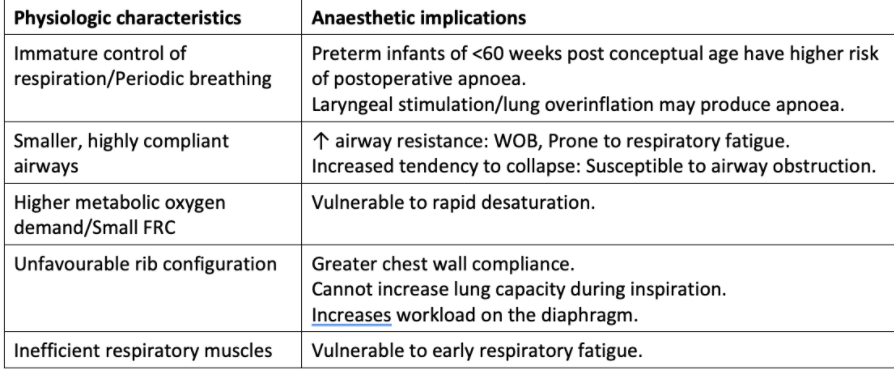 Physiologic characteristics
Anaesthetic implications
Immature control of
respiration/Periodic breathing
Preterm infants of <60 weeks post conceptual age have higher risk
of postoperative apnoea.
Laryngeal stimulation/lung overinflation may produce apnoea.
Smaller, highly compliant
airways
↑ airway resistance: WOB, Prone to respiratory fatigue.
Increased tendency to collapse: Susceptible to airway obstruction.
Higher metabolic oxygen
demand/Small FRC
Vulnerable to rapid desaturation.
Unfavourable rib configuration
Greater chest wall compliance.
Cannot increase lung capacity during inspiration.
Increases workload on the diaphragm.
Inefficient respiratory muscles
Vulnerable to early respiratory fatigue.